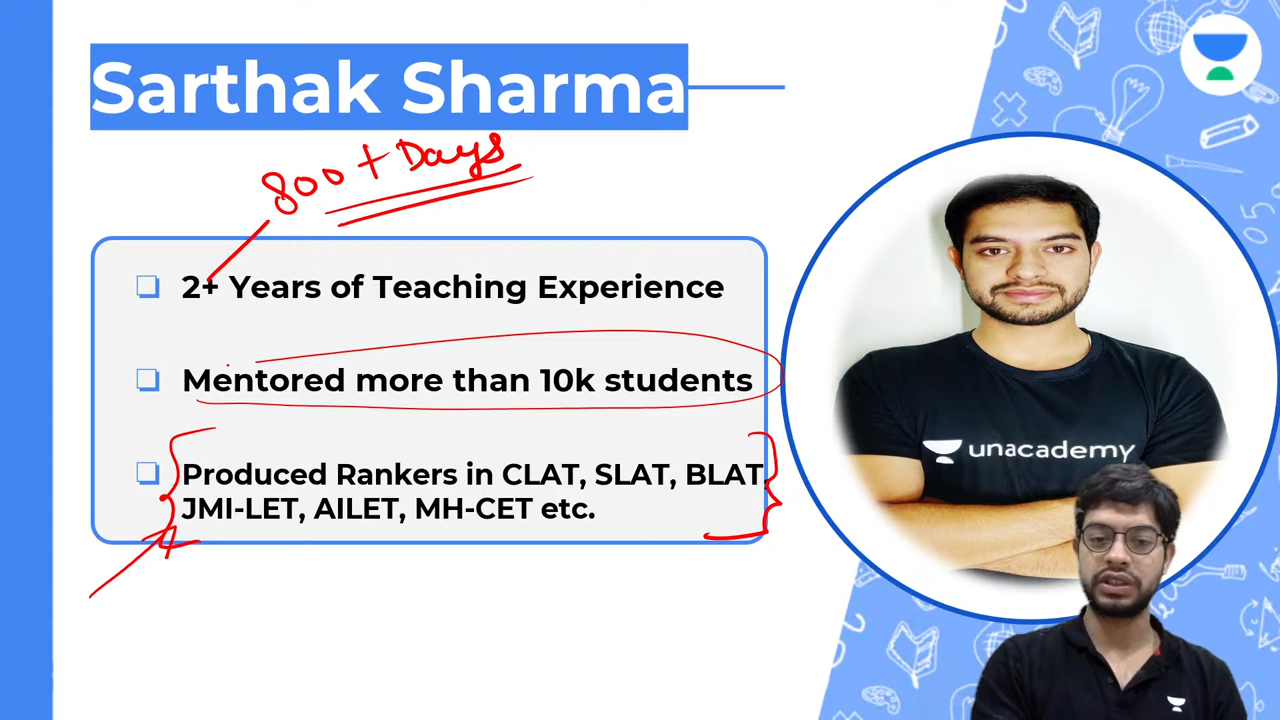 Sarthak Sharma
800+ Days
2+ Years of Teaching Experience
Mentored more than 10k students
Produced Rankers in CLAT, SLAT, BLAT,
JMI-LET, AILET, MH-CET etc.
unacademy